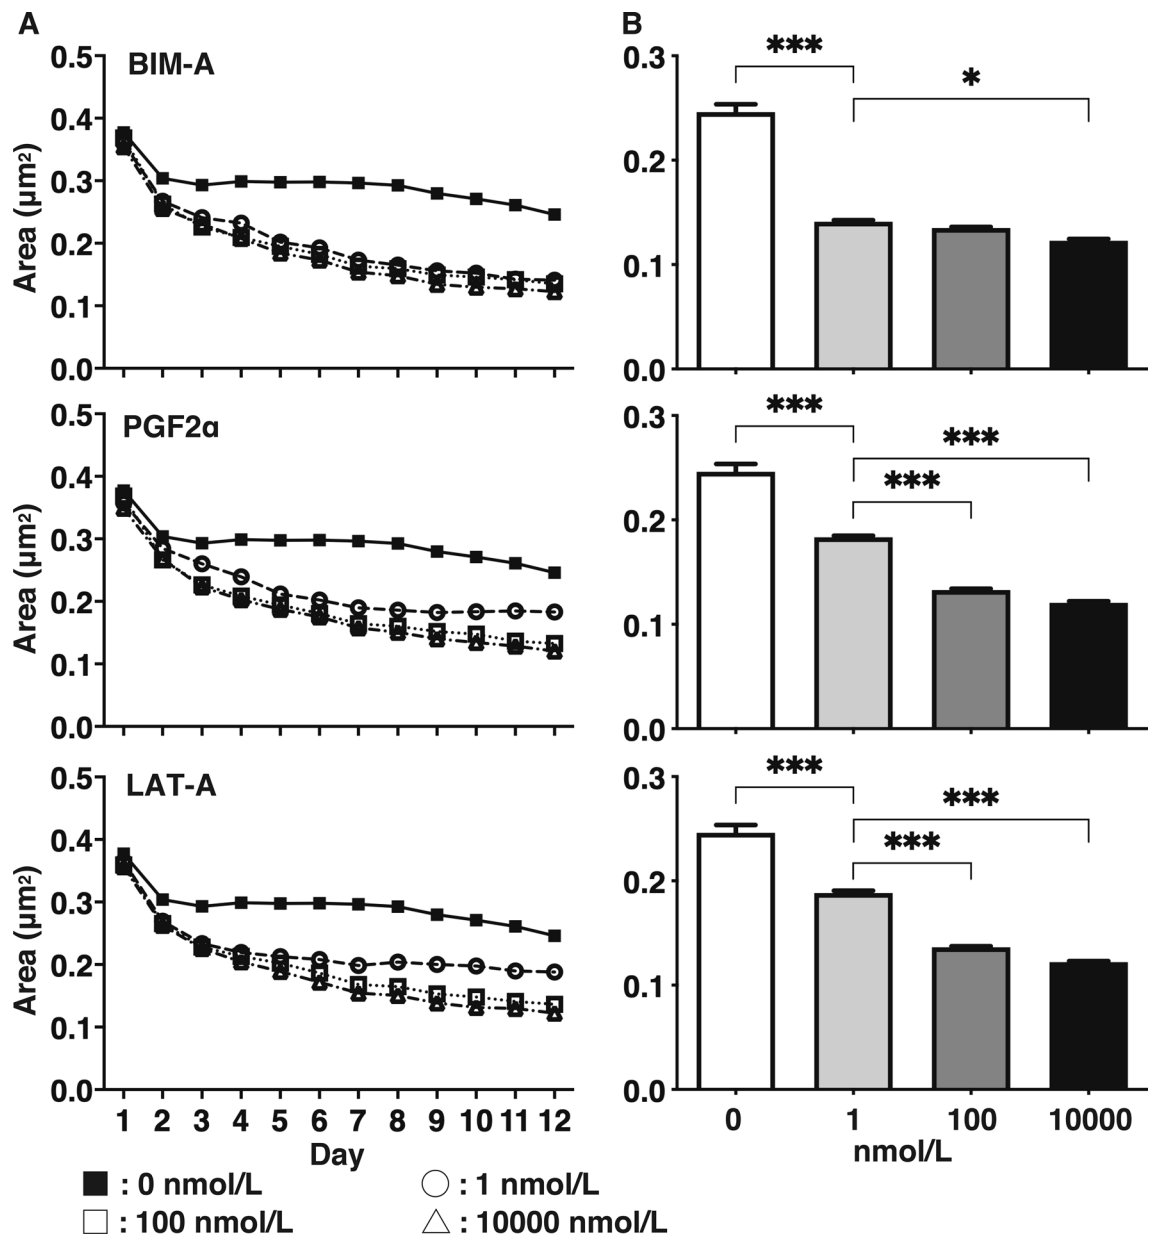 A
B
0.5
0.4
0.3
0.2
0.1
0.0
Area (µm2)
BIM-A
0.3
0.2
0.1
0.0
***
*
0.5
0.4
0.3
0.2
0.1
0.0
Area (µm2)
PGF2α
0.3
0.2
0.1
0.0
***
***
***
0.5
0.4
0.3
0.2
0.1
0.0
Area (µm2)
LAT-A
1 2 3 4 5 6 7 8 9 10 11 12
Day
0.3
0.2
0.1
0.0
***
***
***
0 1 100 10000
nmol/L
: 0 nmol/L
: 1 nmol/L
: 100 nmol/L
: 10000 nmol/L